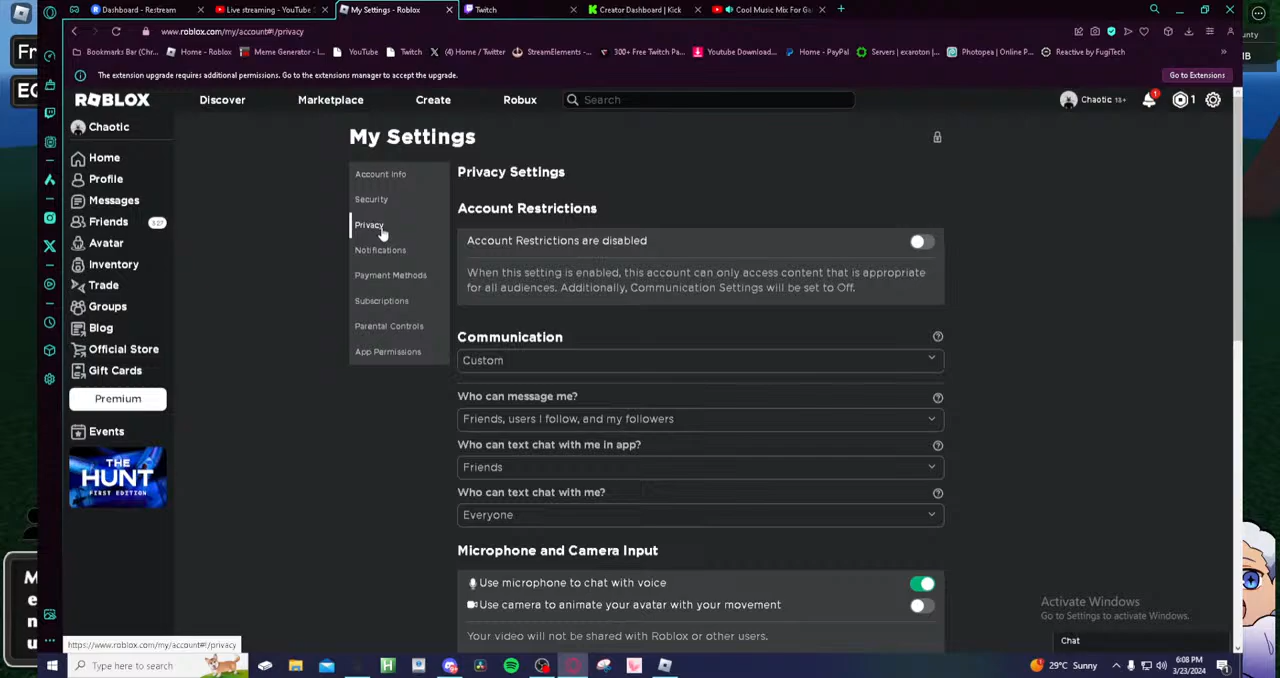 Dashboard - Restream
Live streaming - YouTube S
My Settings - Roblox
Twitch
Creator Dashboard | Kick
Cool Music Mix For Ga
www.roblox.com/my/account#!/privacy
Bookmarks Bar (Chr...
Home - Roblox
Meme Generator - I...
YouTube
Twitch
(4) Home / Twitter
StreamElements -...
300+ Free Twitch Pa...
Youtube Download...
Home - PayPal
Servers | exaroton |...
Photopea | Online P...
Reactive by FugiTech
The extension upgrade requires additional permissions. Go to the extensions manager to accept the upgrade.
Go to Extensions
ROBLOX
Discover
Marketplace
Create
Robux
Search
Chaotic 13+
1
1
Chaotic
Home
Profile
Messages
Friends
327
Avatar
Inventory
Trade
Groups
Blog
Official Store
Gift Cards
Premium
Events
THE
HUNT
FIRST EDITION
My Settings
Account Info
Security
Privacy
Notifications
Payment Methods
Subscriptions
Parental Controls
App Permissions
Privacy Settings
Account Restrictions
Account Restrictions are disabled
When this setting is enabled, this account can only access content that is appropriate
for all audiences. Additionally, Communication Settings will be set to Off.
Communication
Custom
Who can message me?
Friends, users I follow, and my followers
Who can text chat with me in app?
Friends
Who can text chat with me?
Everyone
Microphone and Camera Input
Use microphone to chat with voice
Use camera to animate your avatar with your movement
Your video will not be shared with Roblox or other users.
Activate Windows
Go to Settings to activate Windows.
Chat
https://www.roblox.com/my/account#!/privacy
Type here to search
29°C Sunny
6:08 PM
3/23/2024